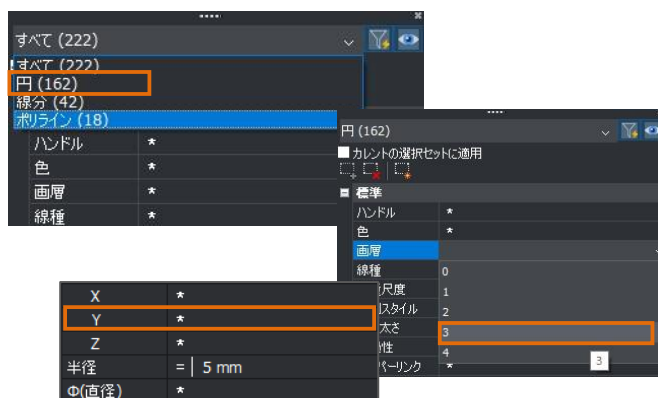 すべて (222)
すべて (222)
円 (162)
線分 (42)
ポリライン (18)
ハンドル *
色 *
画層 *
線種 *
円 (162)
カレントの選択セットに適用
標準
ハンドル *
色 *
画層
線種 0
尺度 1
スタイル 2
太さ 3
性 4
パーリンク *
3
X *
Y *
Z *
半径 = 5 mm
Φ(直径) *